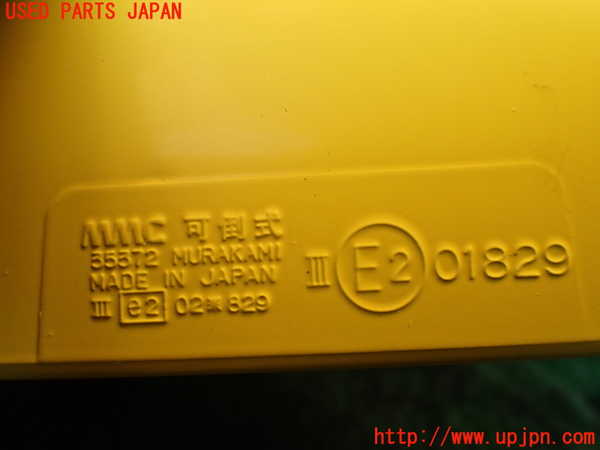 USED PARTS JAPAN
MMC 可倒式
35572 MURAKAMI
MADE IN JAPAN
III e2 02*829
III E2 01829
http://www.upjpn.com